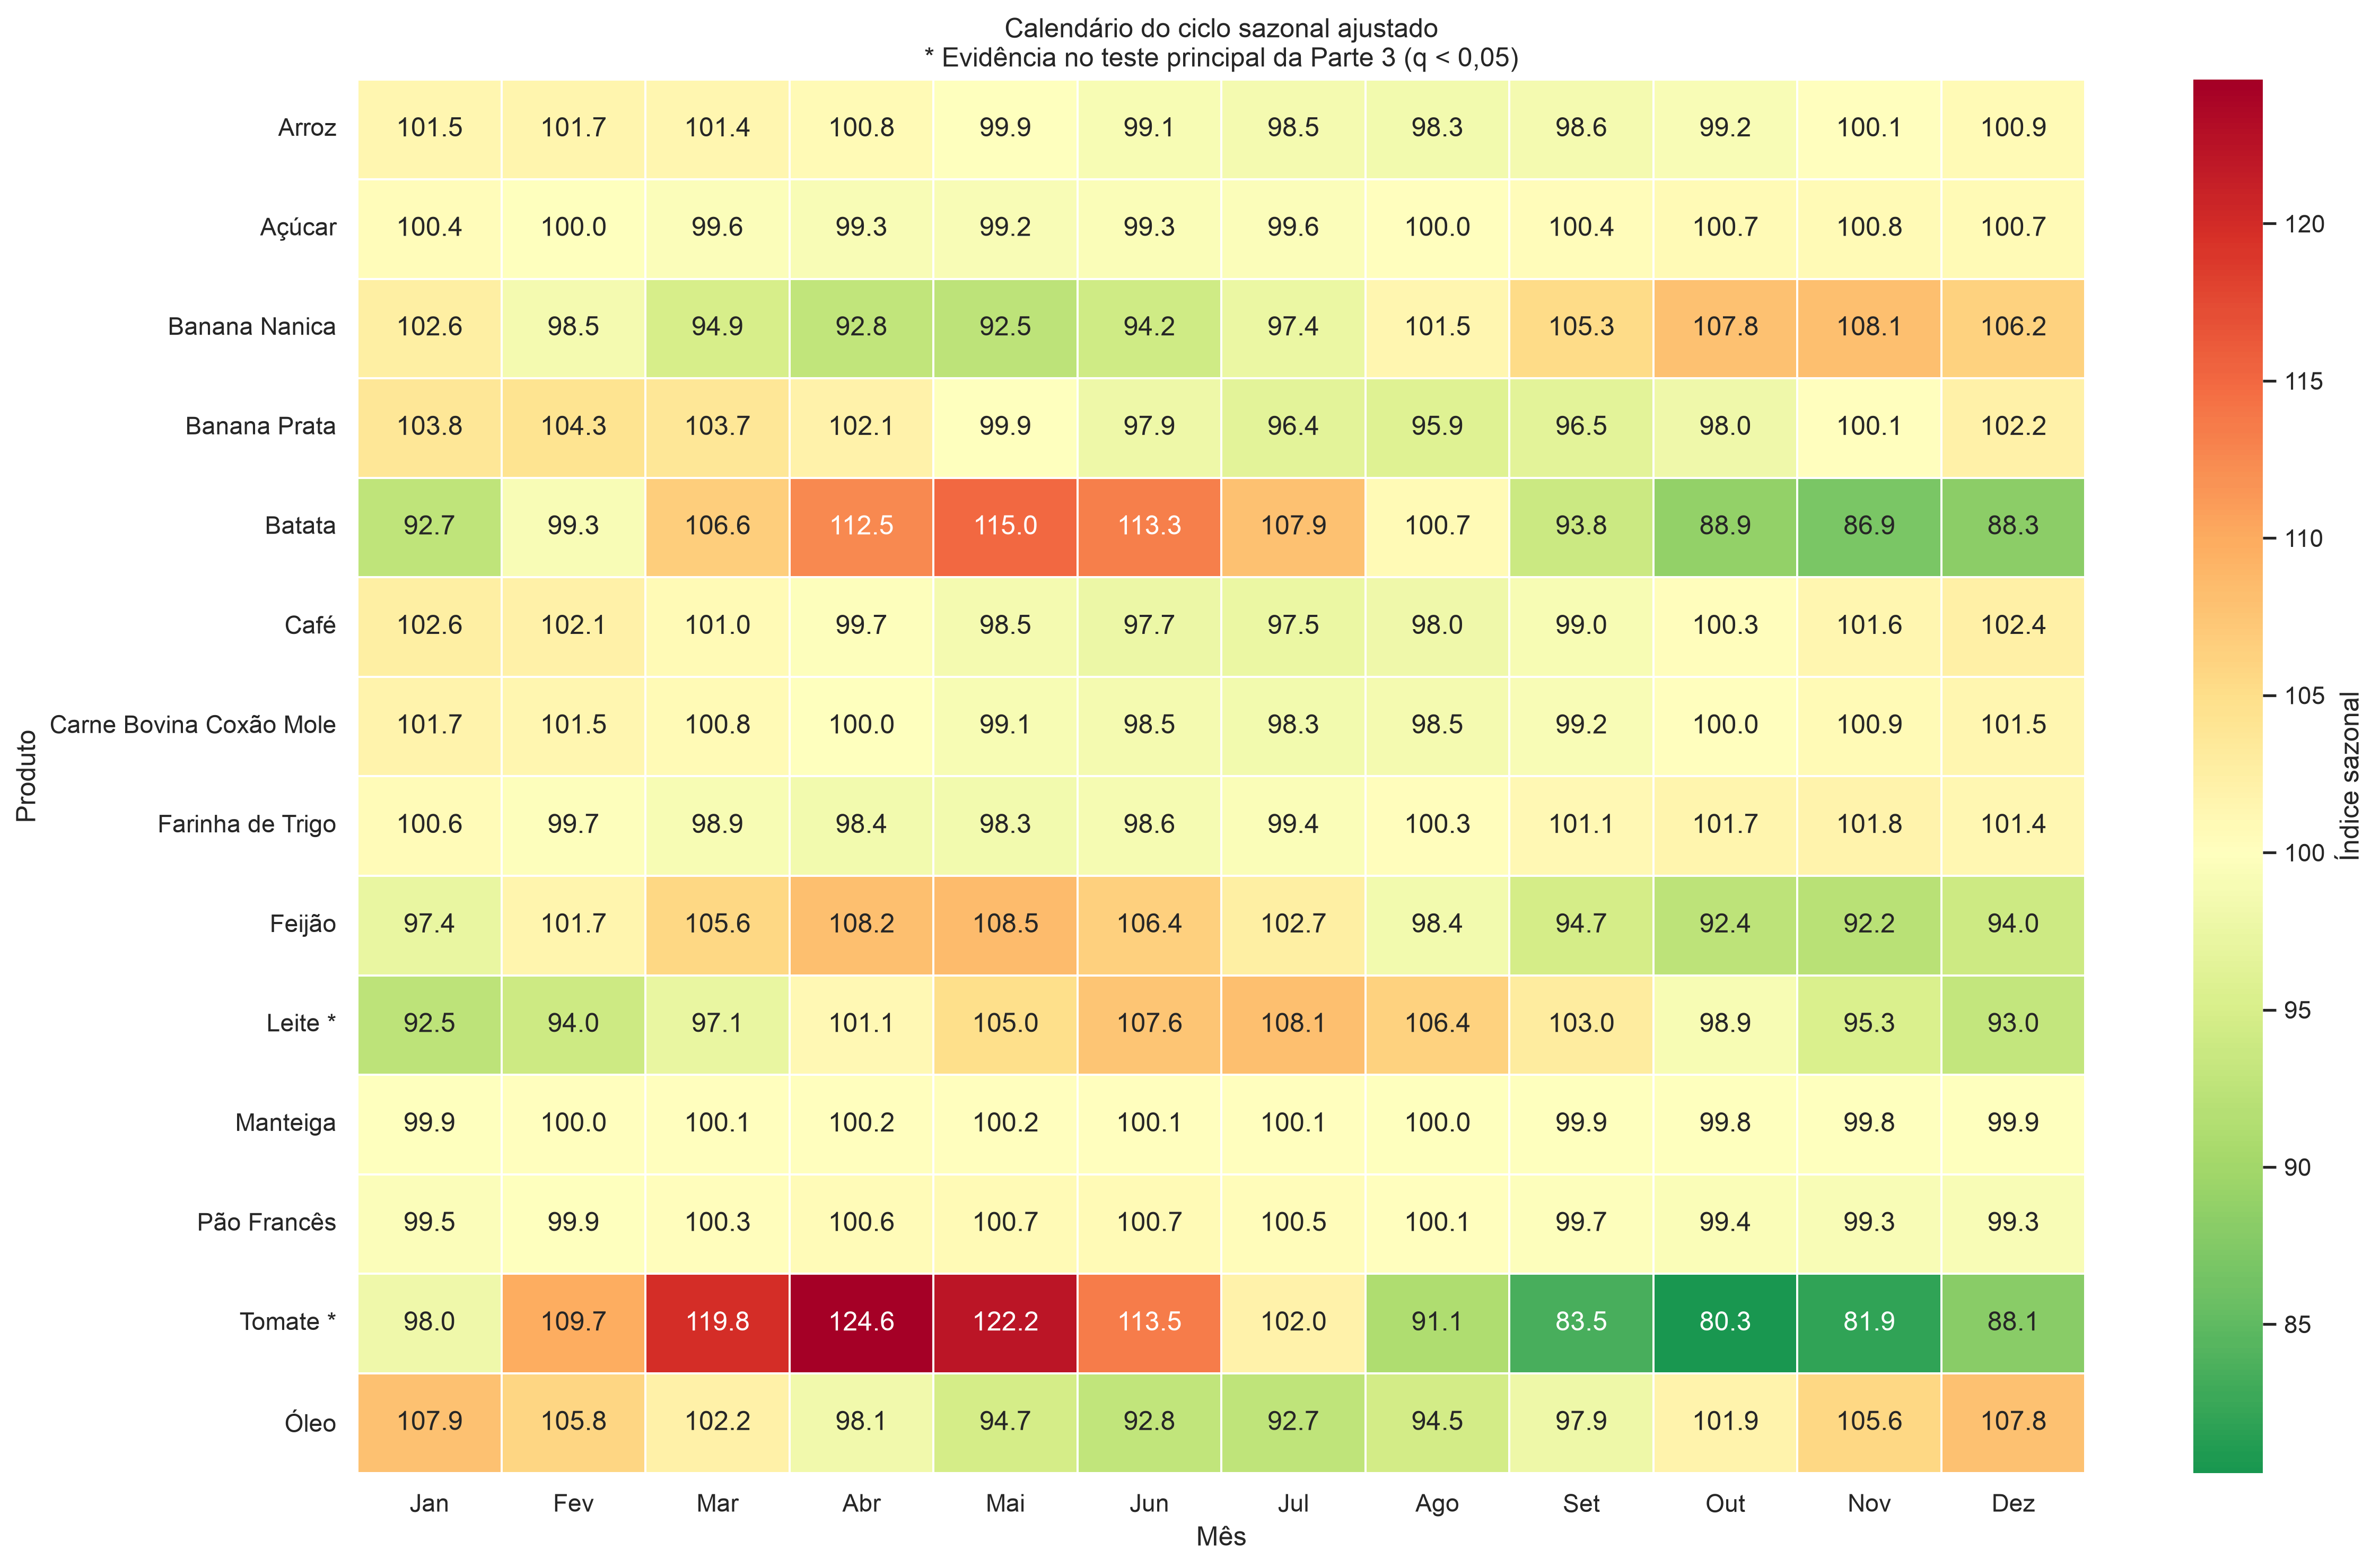 Calendário do ciclo sazonal ajustado
* Evidência no teste principal da Parte 3 (q < 0,05)
Produto
Arroz 101.5 101.7 101.4 100.8 99.9 99.1 98.5 98.3 98.6 99.2 100.1 100.9
Açúcar 100.4 100.0 99.6 99.3 99.2 99.3 99.6 100.0 100.4 100.7 100.8 100.7
Banana Nanica 102.6 98.5 94.9 92.8 92.5 94.2 97.4 101.5 105.3 107.8 108.1 106.2
Banana Prata 103.8 104.3 103.7 102.1 99.9 97.9 96.4 95.9 96.5 98.0 100.1 102.2
Batata 92.7 99.3 106.6 112.5 115.0 113.3 107.9 100.7 93.8 88.9 86.9 88.3
Café 102.6 102.1 101.0 99.7 98.5 97.7 97.5 98.0 99.0 100.3 101.6 102.4
Carne Bovina Coxão Mole 101.7 101.5 100.8 100.0 99.1 98.5 98.3 98.5 99.2 100.0 100.9 101.5
Farinha de Trigo 100.6 99.7 98.9 98.4 98.3 98.6 99.4 100.3 101.1 101.7 101.8 101.4
Feijão 97.4 101.7 105.6 108.2 108.5 106.4 102.7 98.4 94.7 92.4 92.2 94.0
Leite * 92.5 94.0 97.1 101.1 105.0 107.6 108.1 106.4 103.0 98.9 95.3 93.0
Manteiga 99.9 100.0 100.1 100.2 100.2 100.1 100.1 100.0 99.9 99.8 99.8 99.9
Pão Francês 99.5 99.9 100.3 100.6 100.7 100.7 100.5 100.1 99.7 99.4 99.3 99.3
Tomate * 98.0 109.7 119.8 124.6 122.2 113.5 102.0 91.1 83.5 80.3 81.9 88.1
Óleo 107.9 105.8 102.2 98.1 94.7 92.8 92.7 94.5 97.9 101.9 105.6 107.8
Jan Fev Mar Abr Mai Jun Jul Ago Set Out Nov Dez
Mês
120
115
110
105
100
95
90
85
Índice sazonal